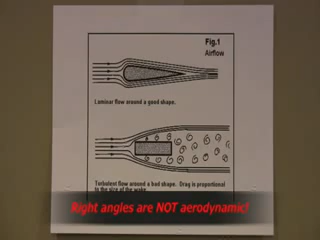 Fig.1
Airflow
Laminar flow around a good shape.
Turbulent flow around a bad shape. Drag is proportional
to the size of the wake.
Right angles are NOT aerodynamic!